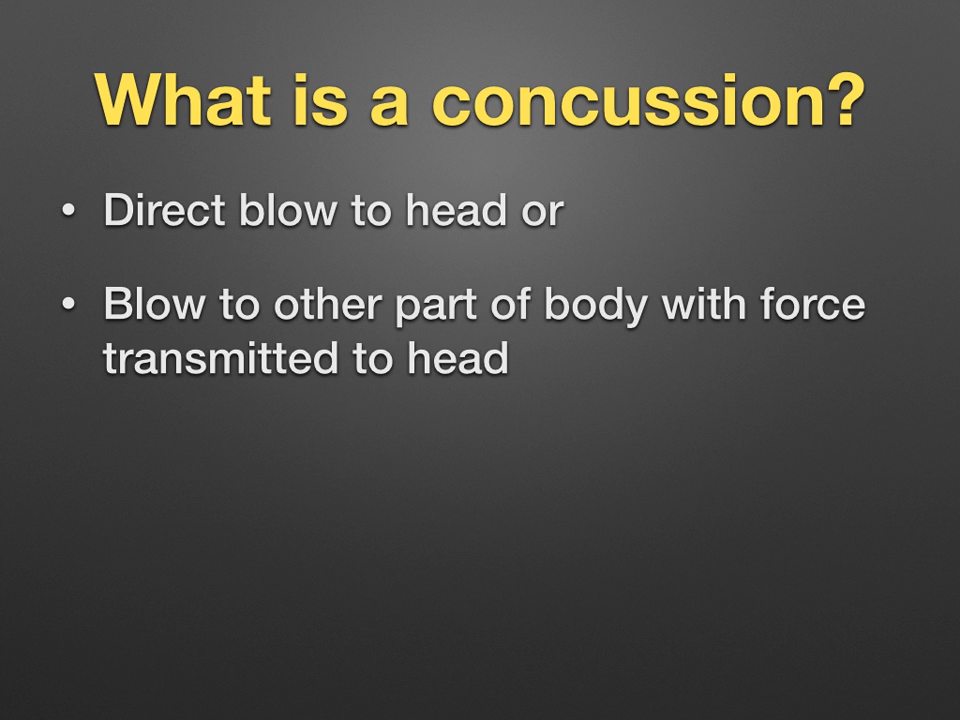 What is a concussion?
• Direct blow to head or
• Blow to other part of body with force
transmitted to head